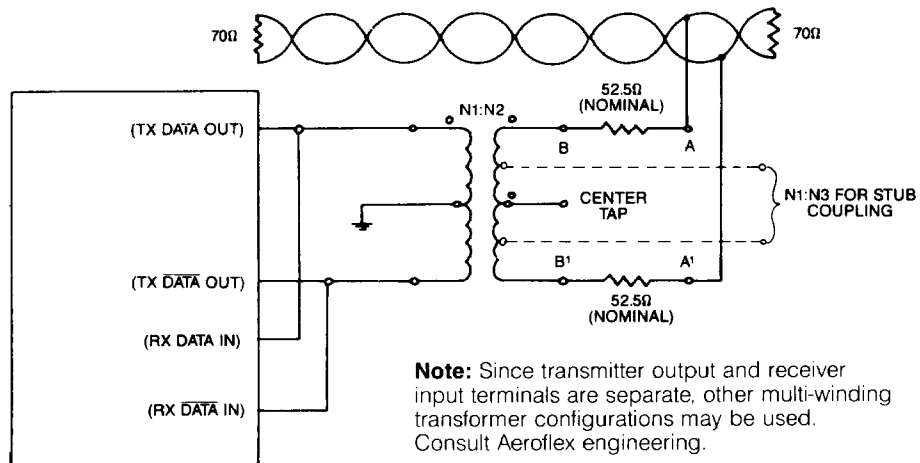 70Ω
70Ω
52.5Ω
(NOMINAL)
N1:N2
(TX DATA OUT)
B
A
N1:N3 FOR STUB
COUPLING
CENTER
TAP
(TX DATA OUT)
B¹
A¹
52.5Ω
(NOMINAL)
(RX DATA IN)
(RX DATA IN)
Note: Since transmitter output and receiver
input terminals are separate, other multi-winding
transformer configurations may be used.
Consult Aeroflex engineering.